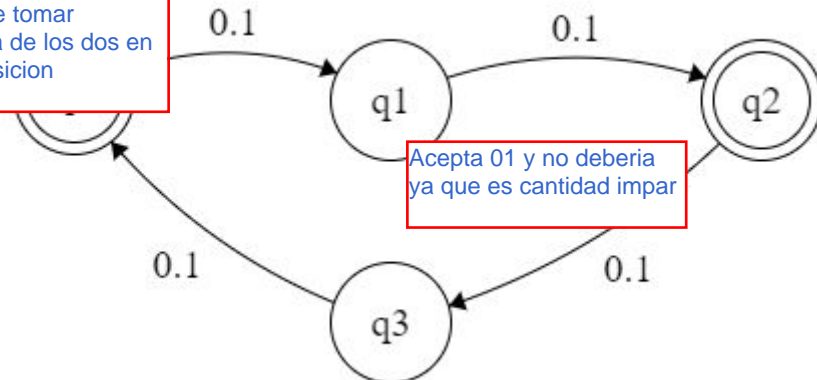 e tomar
de los dos en
sicion
0.1
0.1
q1
q2
Acepta 01 y no deberia
ya que es cantidad impar
0.1
0.1
q3